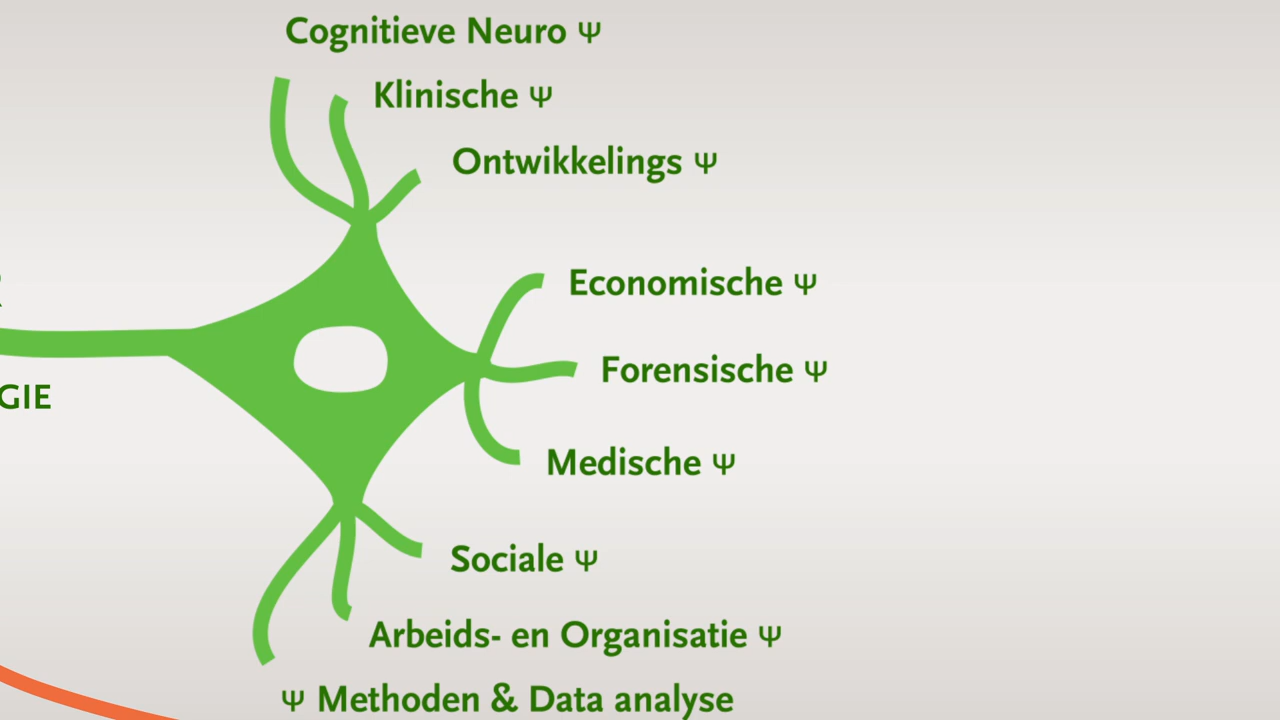 Cognitieve Neuro Ψ
Klinische Ψ
Ontwikkelings Ψ
Economische Ψ
Forensische Ψ
GIE
Medische Ψ
Sociale Ψ
Arbeids- en Organisatie Ψ
Ψ Methoden & Data analyse